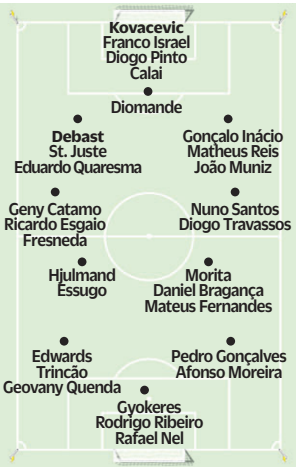 Kovacevic
Franco Israel
Diogo Pinto
Calai
Diomande
Debast
St. Juste
Eduardo Quaresma
Gonçalo Inácio
Matheus Reis
João Muniz
Geny Catamo
Ricardo Esgaio
Fresneda
Nuno Santos
Diogo Travassos
Hjulmand
Essugo
Morita
Daniel Bragança
Mateus Fernandes
Edwards
Trincão
Geovany Quenda
Pedro Gonçalves
Afonso Moreira
Gyokeres
Rodrigo Ribeiro
Rafael Nel